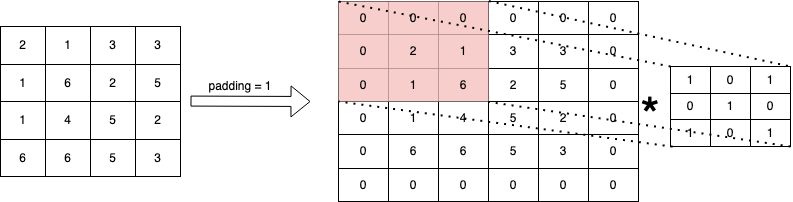 2 1 3 3
1 6 2 5
1 4 5 2
6 6 5 3
padding = 1
0 0 0 0 0 0
0 2 1 3 3 0
0 1 6 2 5 0
0 1 4 5 2 0
0 6 6 5 3 0
0 0 0 0 0 0
*
1 0 1
0 1 0
1 0 1